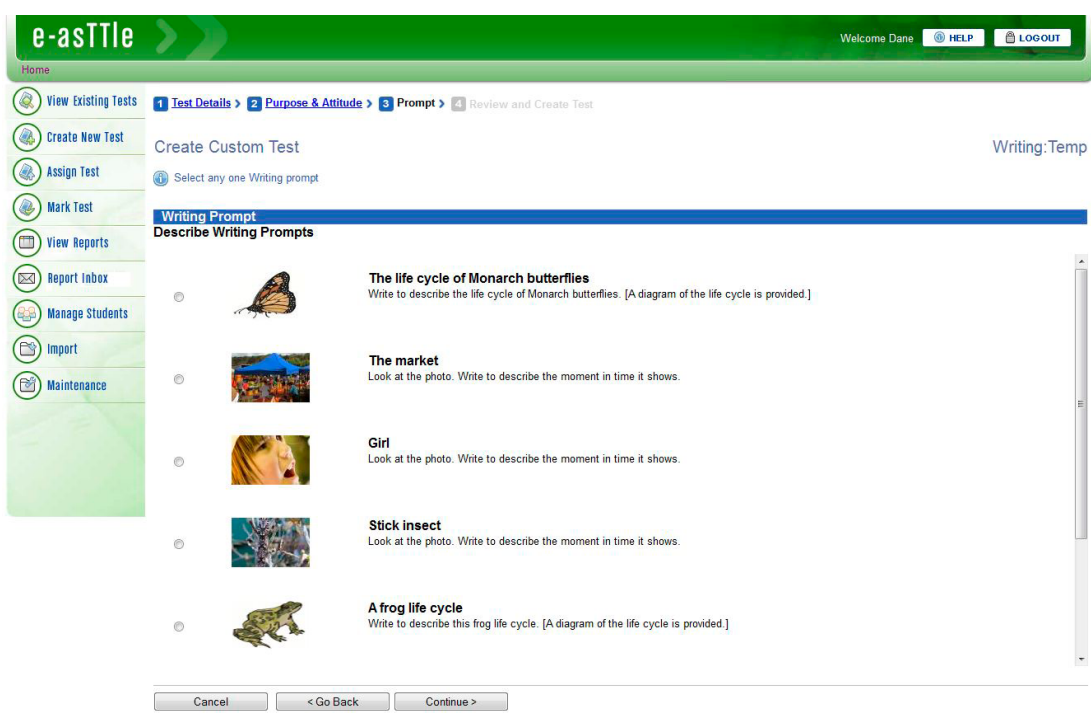 e-asTTle
Welcome Dane HELP LOGOUT
Home
View Existing Tests
Create New Test
Assign Test
Mark Test
View Reports
Report Inbox
Manage Students
Import
Maintenance
1 Test Details > 2 Purpose & Attitude > 3 Prompt > 4 Review and Create Test
Create Custom Test Writing:Temp
Select any one Writing prompt
Writing Prompt
Describe Writing Prompts
The life cycle of Monarch butterflies
Write to describe the life cycle of Monarch butterflies. [A diagram of the life cycle is provided.]
The market
Look at the photo. Write to describe the moment in time it shows.
Girl
Look at the photo. Write to describe the moment in time it shows.
Stick insect
Look at the photo. Write to describe the moment in time it shows.
A frog life cycle
Write to describe this frog life cycle. [A diagram of the life cycle is provided.]
Cancel < Go Back Continue >